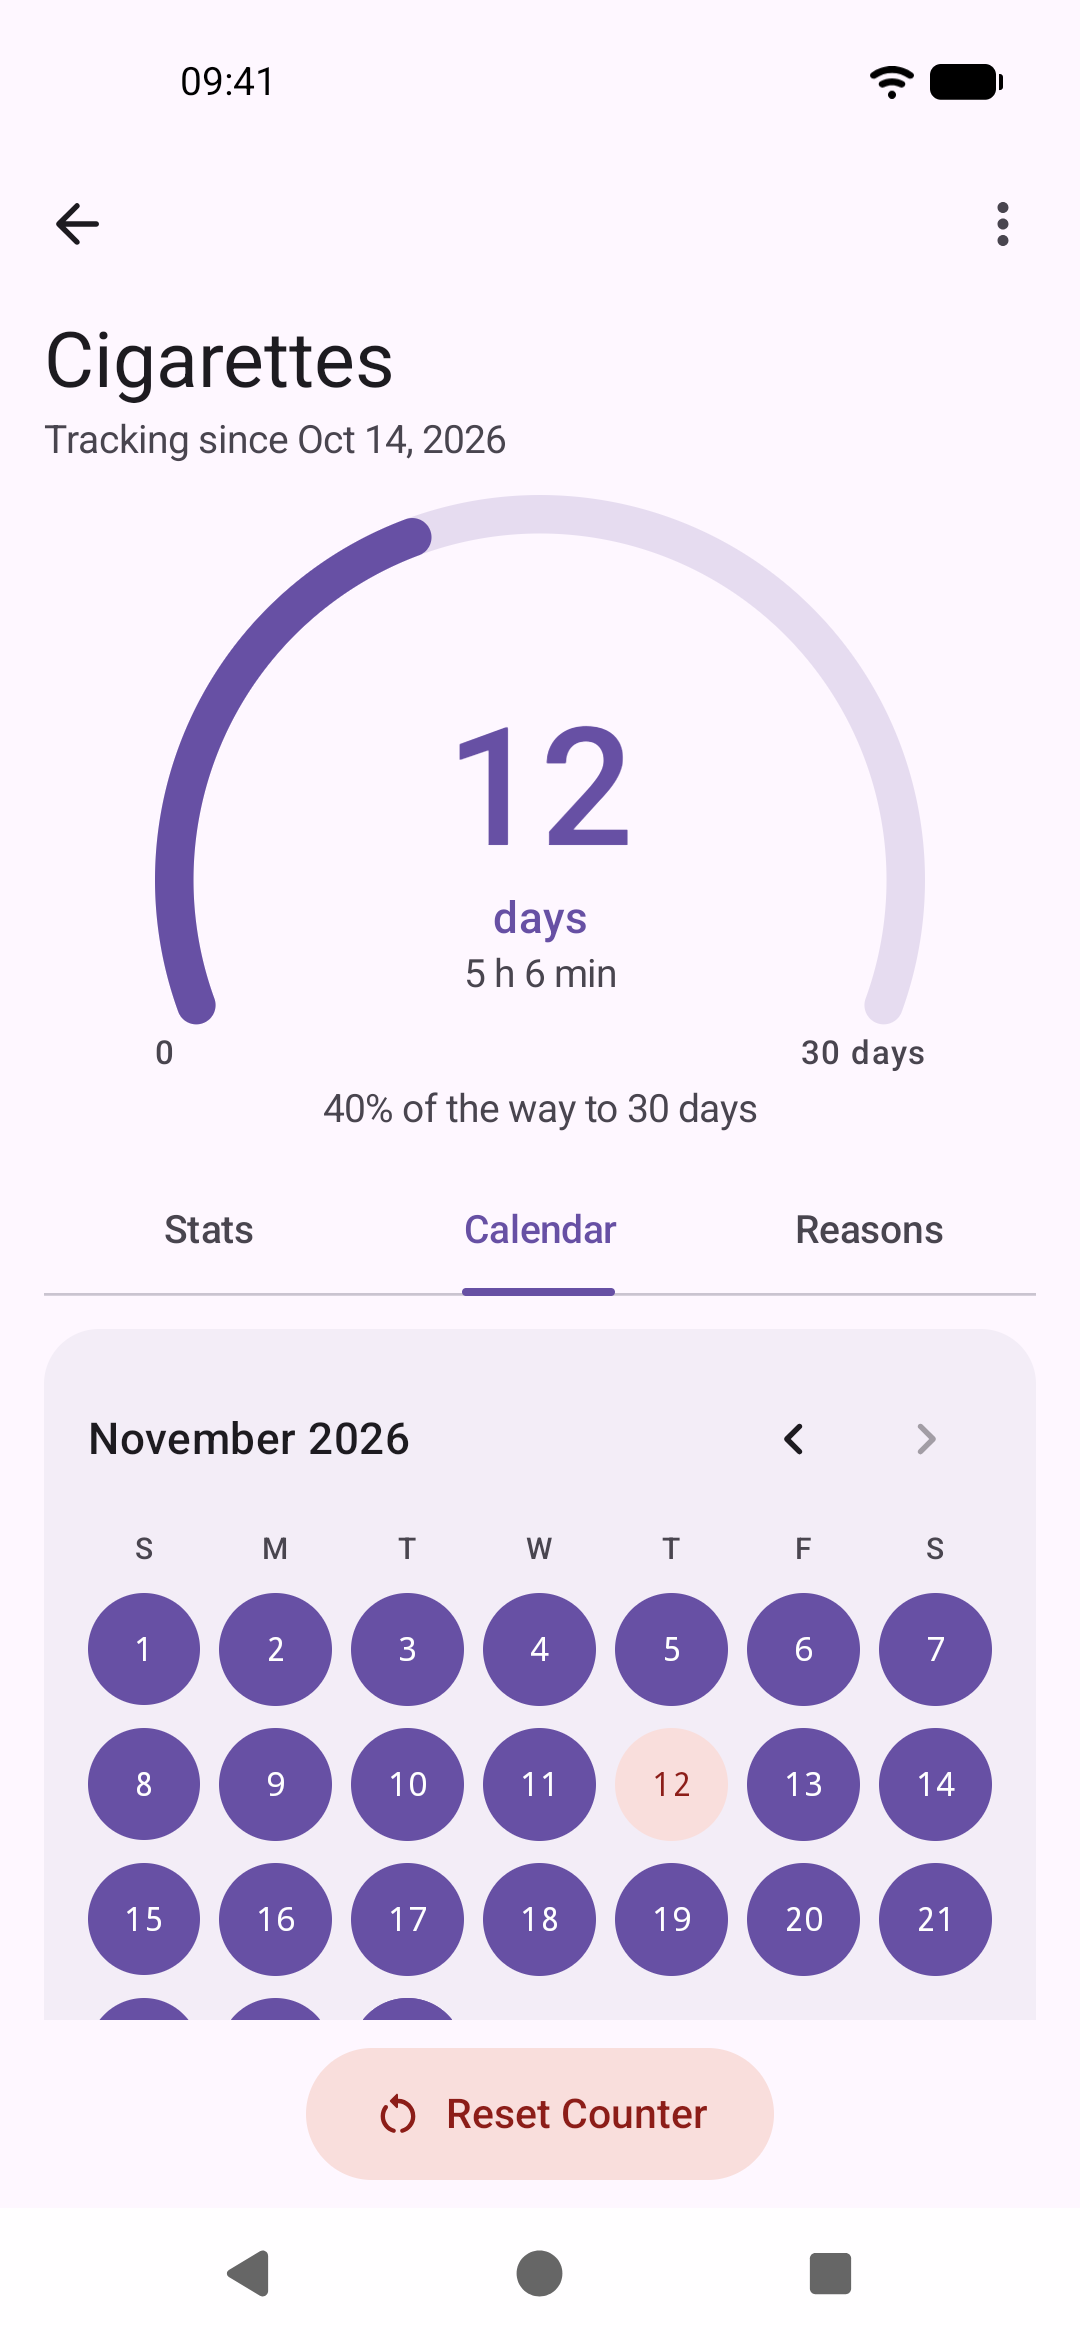 09:41
Cigarettes
Tracking since Oct 14, 2026
12
days
5 h 6 min
0 30 days
40% of the way to 30 days
Stats Calendar Reasons
November 2026
S M T W T F S
1 2 3 4 5 6 7
8 9 10 11 12 13 14
15 16 17 18 19 20 21
Reset Counter